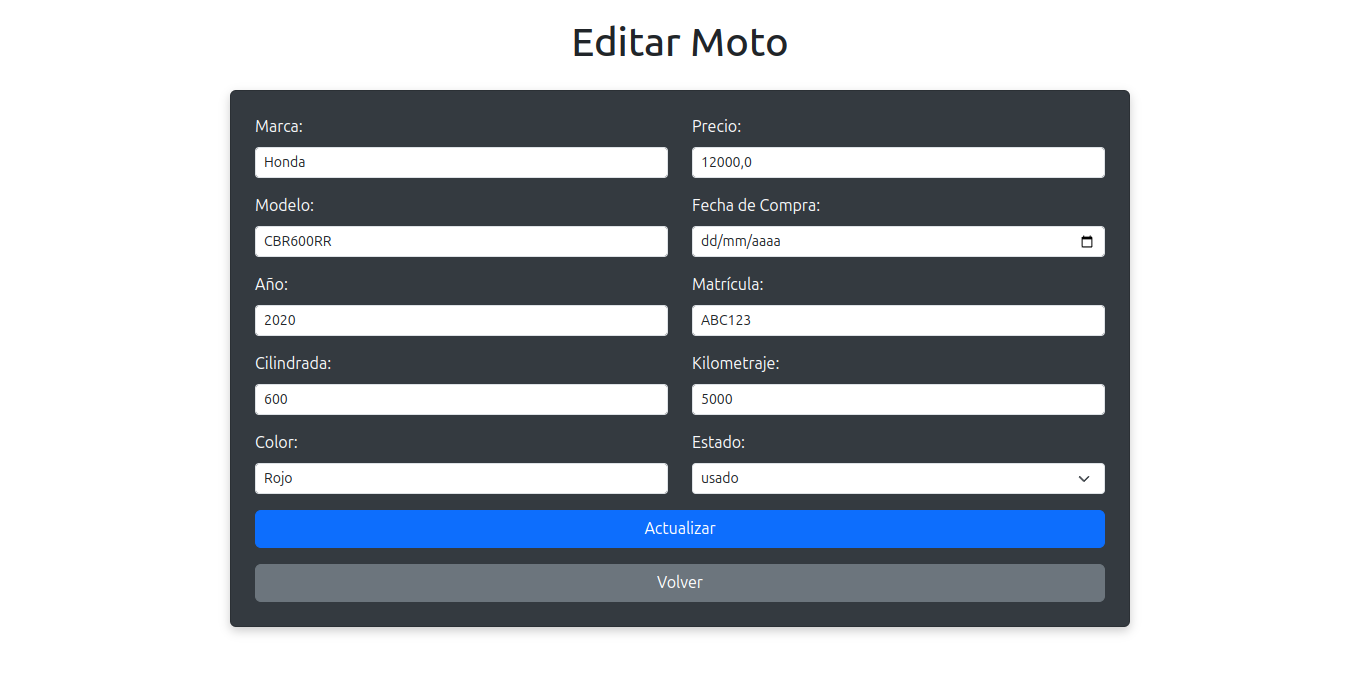 Editar Moto
Marca:
Honda
Precio:
12000,0
Modelo:
CBR600RR
Fecha de Compra:
dd/mm/aaaa
Año:
2020
Matrícula:
ABC123
Cilindrada:
600
Kilometraje:
5000
Color:
Rojo
Estado:
usado
Actualizar
Volver